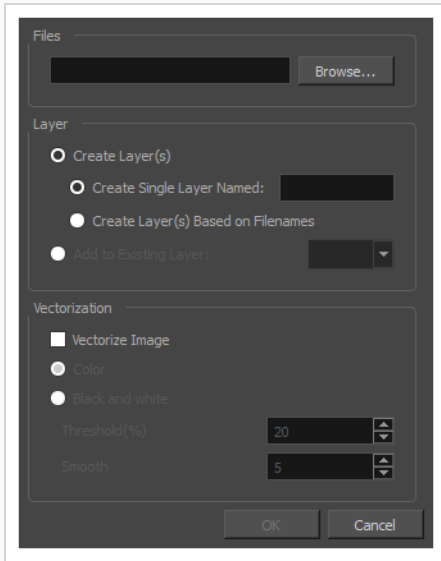 Files
Browse...
Layer
Create Layer(s)
Create Single Layer Named:
Create Layer(s) Based on Filenames
Add to Existing Layer:
Vectorization
Vectorize Image
Color
Black and white
Threshold(%) 20
Smooth 5
OK Cancel